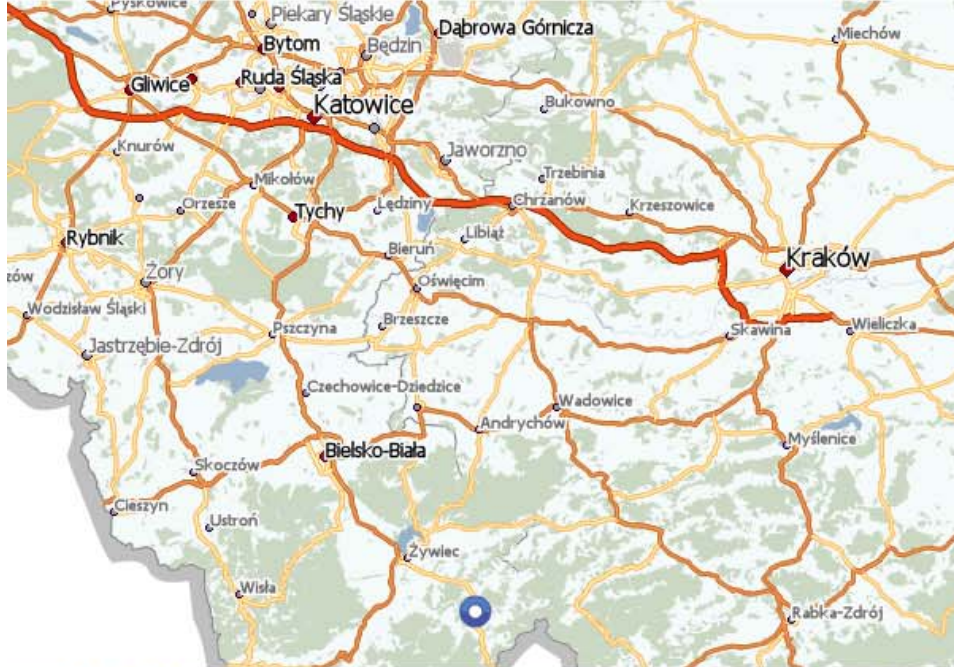 Pyskowice
Piekary Śląskie
Dąbrowa Górnicza
Miechów
Bytom
Będzin
Gliwice
Ruda Śląska
Katowice
Bukowno
Knurów
Jaworzno
Mikołów
Trzebinia
Orzesze
Tychy
Lędziny
Chrzanów
Krzeszowice
Rybnik
Libiąż
Bieruń
Kraków
zów
Żory
Oświęcim
Wodzisław Śląski
Pszczyna
Brzeszcze
Skawina
Wieliczka
Jastrzębie-Zdrój
Czechowice-Dziedzice
Wadowice
Andrychów
Myślenice
Bielsko-Biała
Skoczów
Cieszyn
Ustroń
Żywiec
Wisła
Rabka-Zdrój